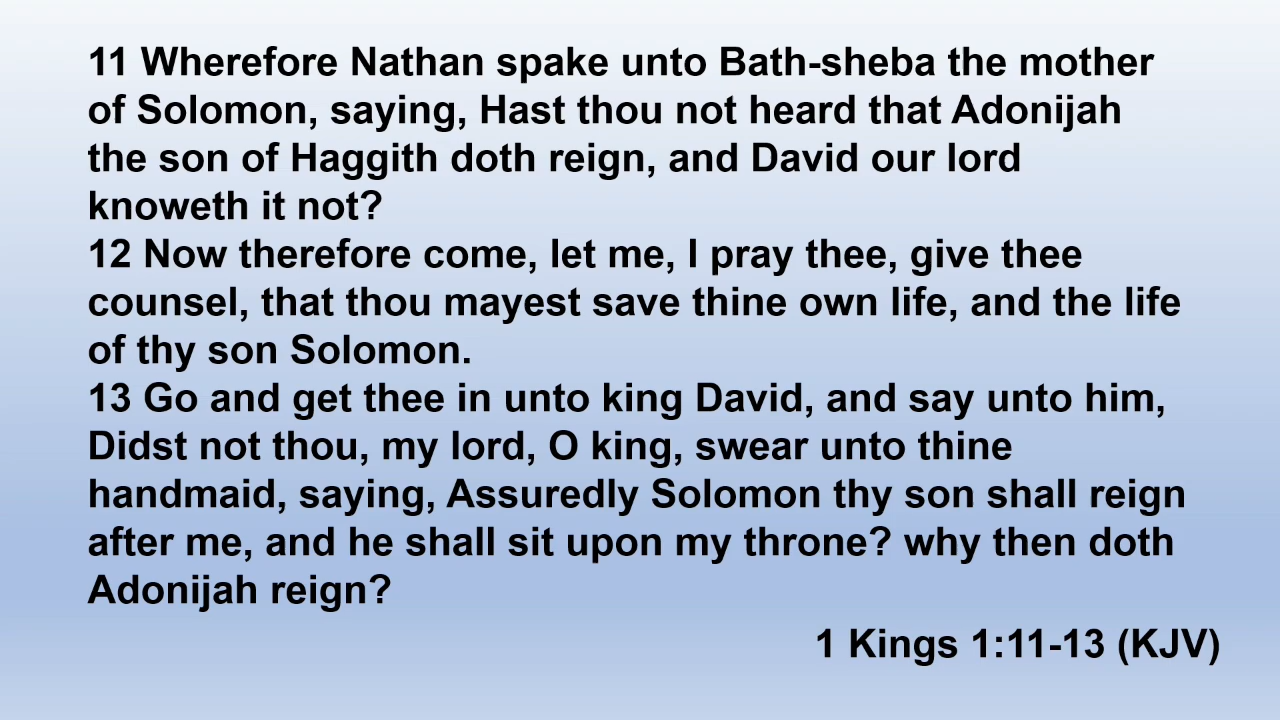 11 Wherefore Nathan spake unto Bath-sheba the mother
of Solomon, saying, Hast thou not heard that Adonijah
the son of Haggith doth reign, and David our lord
knoweth it not?
12 Now therefore come, let me, I pray thee, give thee
counsel, that thou mayest save thine own life, and the life
of thy son Solomon.
13 Go and get thee in unto king David, and say unto him,
Didst not thou, my lord, O king, swear unto thine
handmaid, saying, Assuredly Solomon thy son shall reign
after me, and he shall sit upon my throne? why then doth
Adonijah reign?
1 Kings 1:11-13 (KJV)